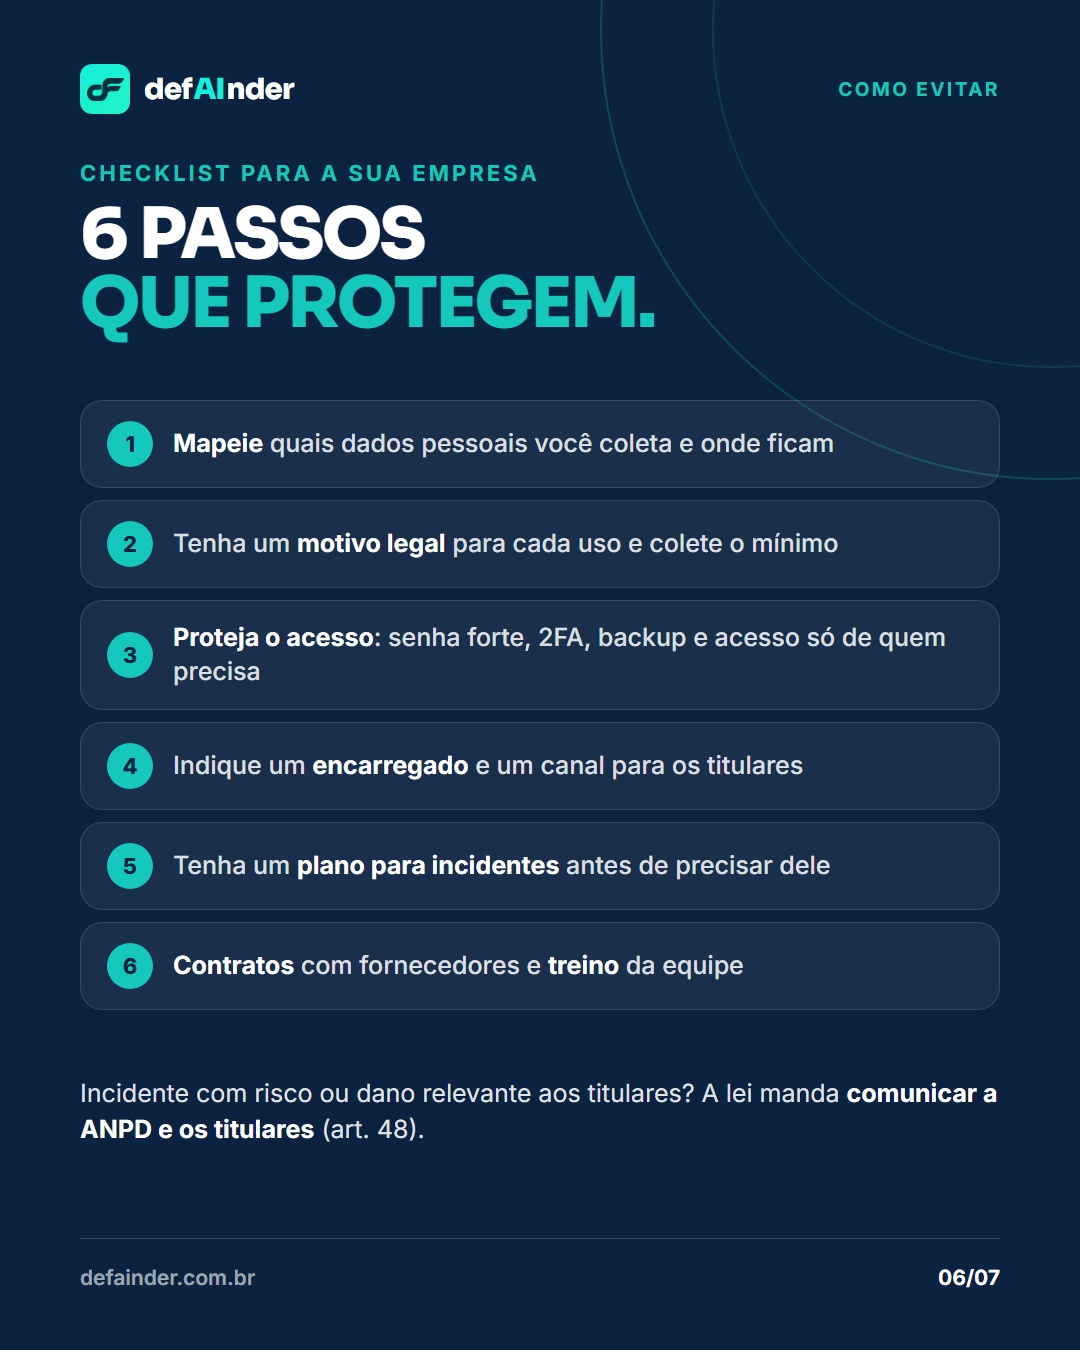 defAInder
COMO EVITAR
CHECKLIST PARA A SUA EMPRESA
6 PASSOS
QUE PROTEGEM.
1 Mapeie quais dados pessoais você coleta e onde ficam
2 Tenha um motivo legal para cada uso e colete o mínimo
3 Proteja o acesso: senha forte, 2FA, backup e acesso só de quem
precisa
4 Indique um encarregado e um canal para os titulares
5 Tenha um plano para incidentes antes de precisar dele
6 Contratos com fornecedores e treino da equipe
Incidente com risco ou dano relevante aos titulares? A lei manda comunicar a
ANPD e os titulares (art. 48).
defainder.com.br
06/07